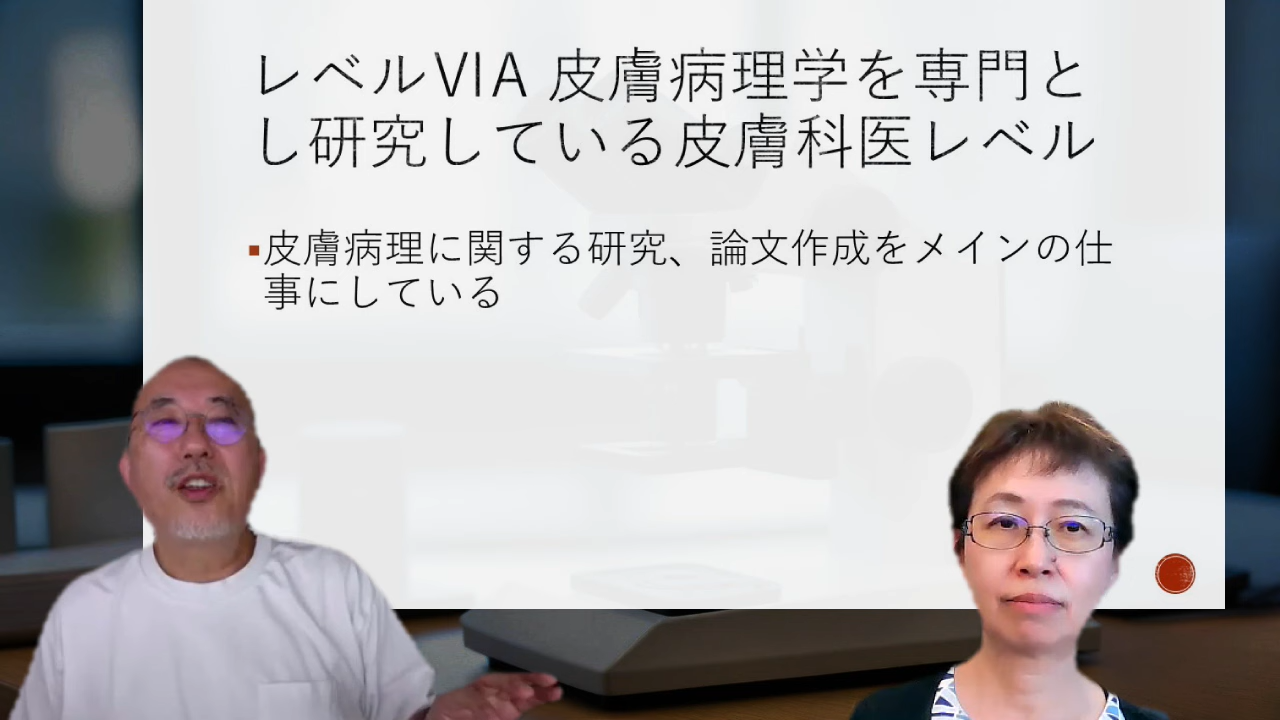 レベルVIA 皮膚病理学を専門と
し研究している皮膚科医レベル
▪皮膚病理に関する研究、論文作成をメインの仕
事にしている